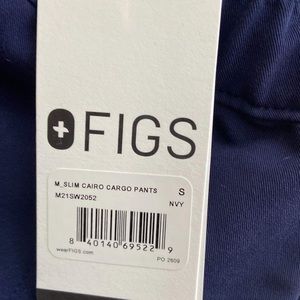 FIGS
M_SLIM CAIRO CARGO PANTS S
M21SW2052 NVY
8 40140 69522 9
wearFIGS.com PO 2609